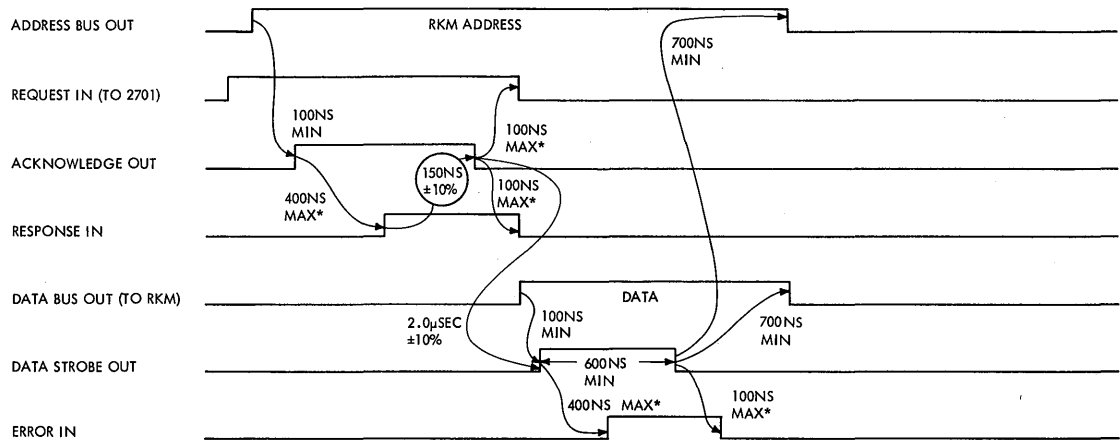 ADDRESS BUS OUT
RKM ADDRESS
700NS
MIN
REQUEST IN (TO 2701)
100NS
MIN
100NS
MAX*
ACKNOWLEDGE OUT
150NS
±10%
400NS
MAX*
100NS
MAX*
RESPONSE IN
DATA BUS OUT (TO RKM)
DATA
2.0µSEC
±10%
100NS
MIN
700NS
MIN
DATA STROBE OUT
600NS
MIN
400NS MAX*
100NS
MAX*
ERROR IN